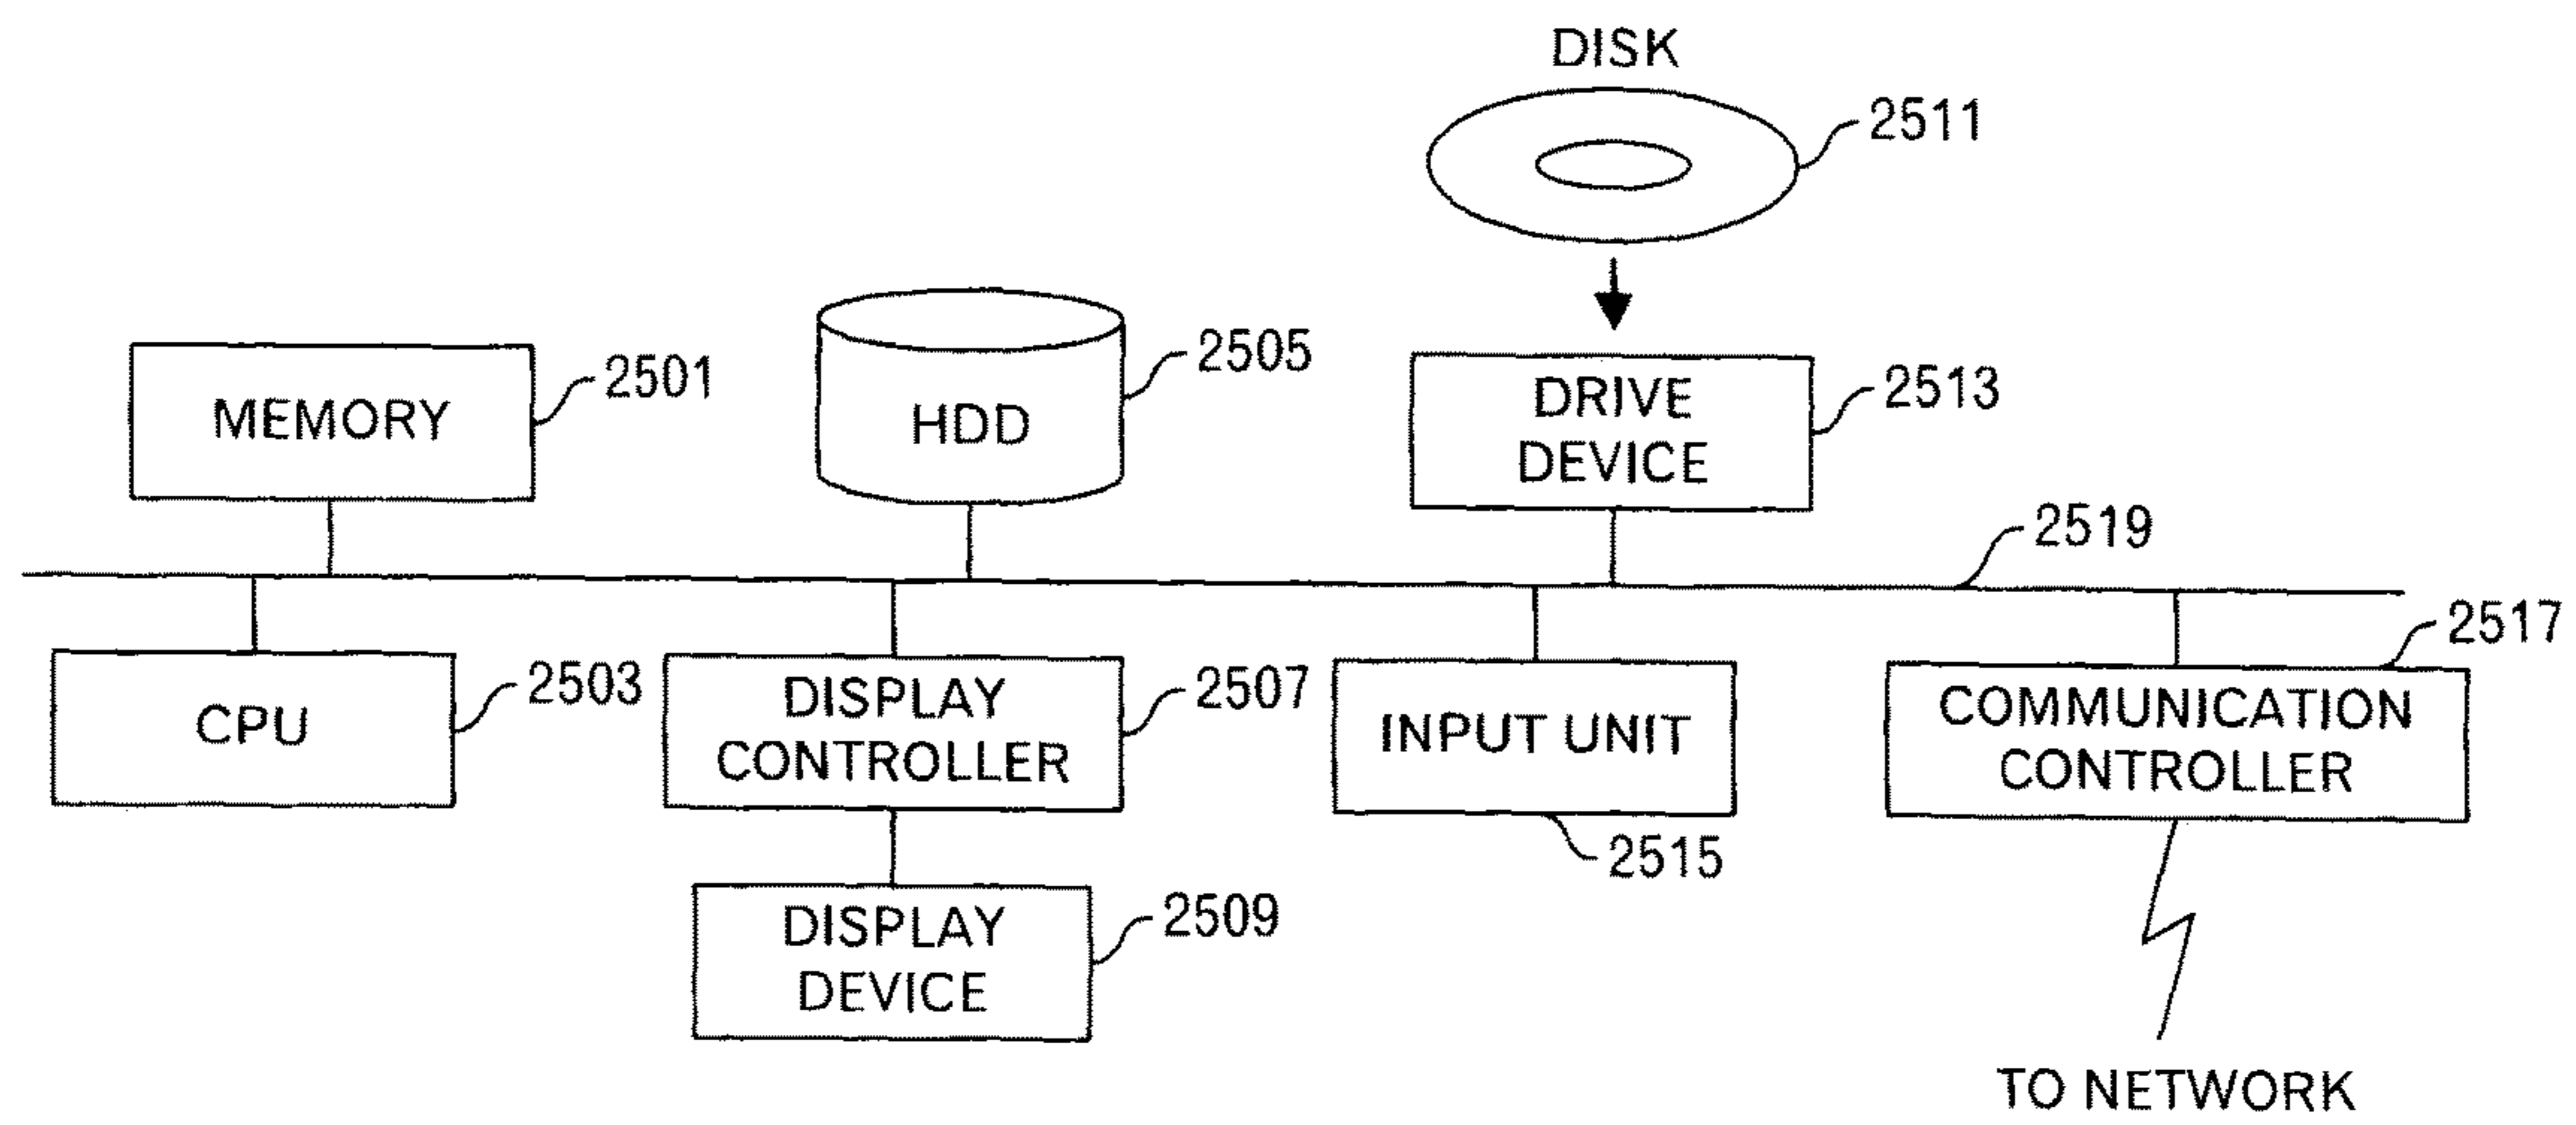 DISK
2511
2505
2501
MEMORY
HDD
DRIVE
DEVICE
2513
2519
2517
CPU
2503
DISPLAY
CONTROLLER
2507
INPUT UNIT
2515
COMMUNICATION
CONTROLLER
DISPLAY
DEVICE
2509
TO NETWORK